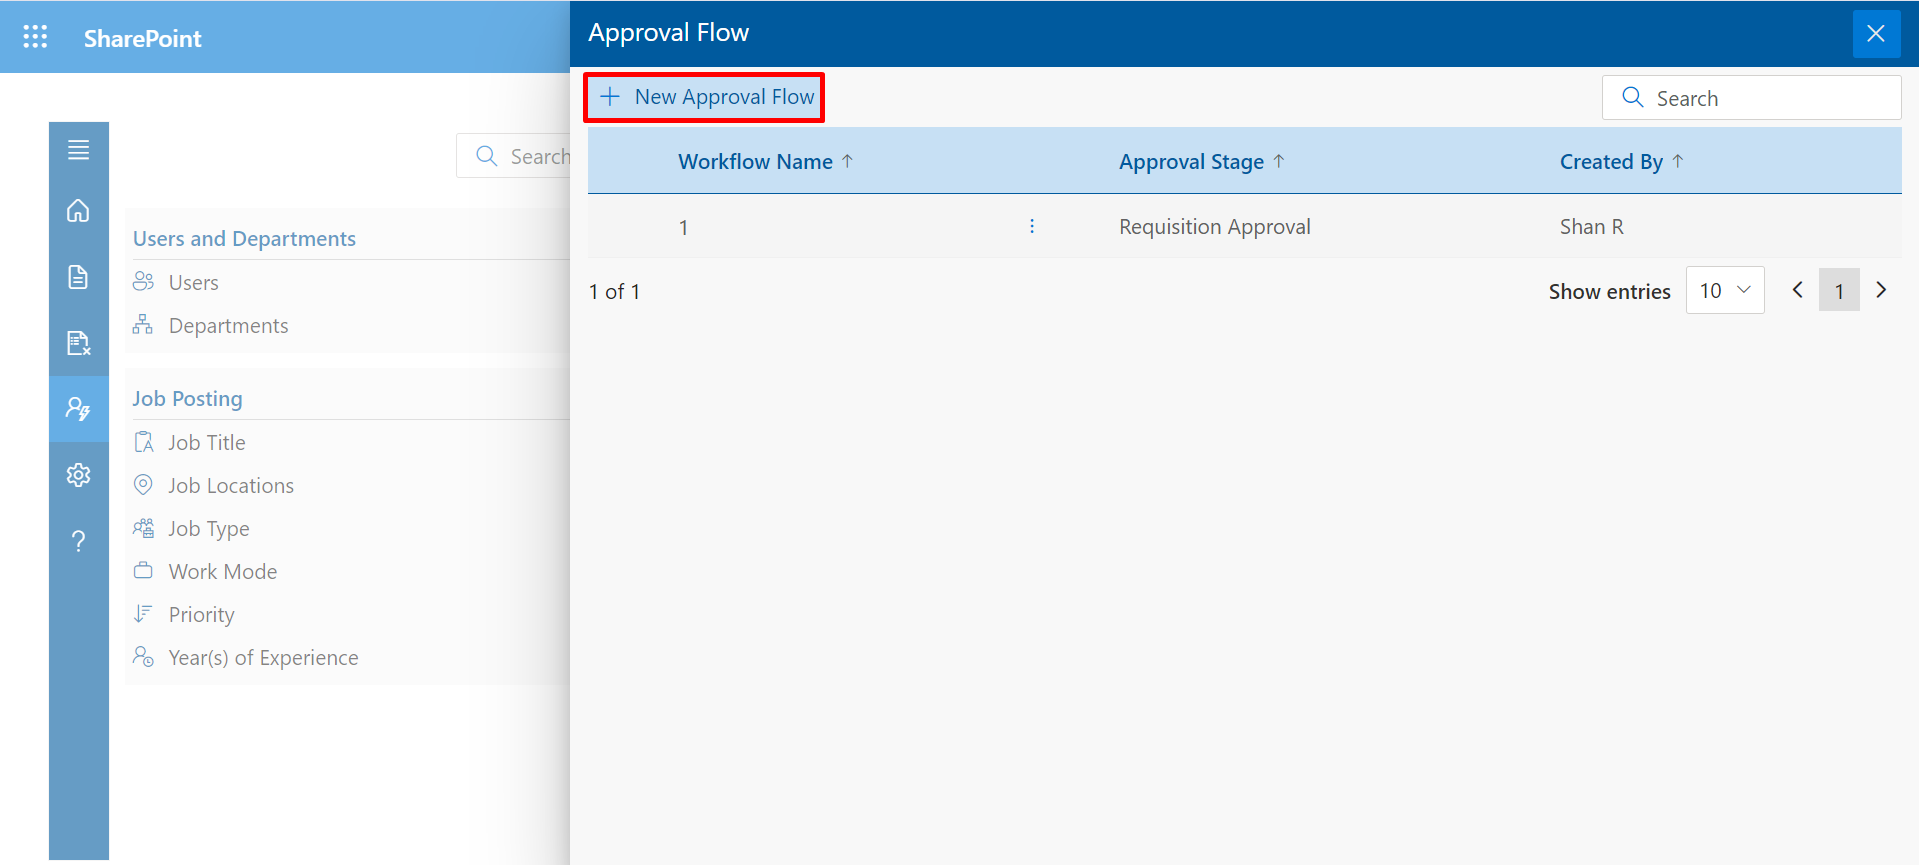 SharePoint
Approval Flow
New Approval Flow
Search
Search
Workflow Name
Approval Stage
Created By
1
Requisition Approval
Shan R
1 of 1
Show entries
10
1
Users and Departments
Users
Departments
Job Posting
Job Title
Job Locations
Job Type
Work Mode
Priority
Year(s) of Experience